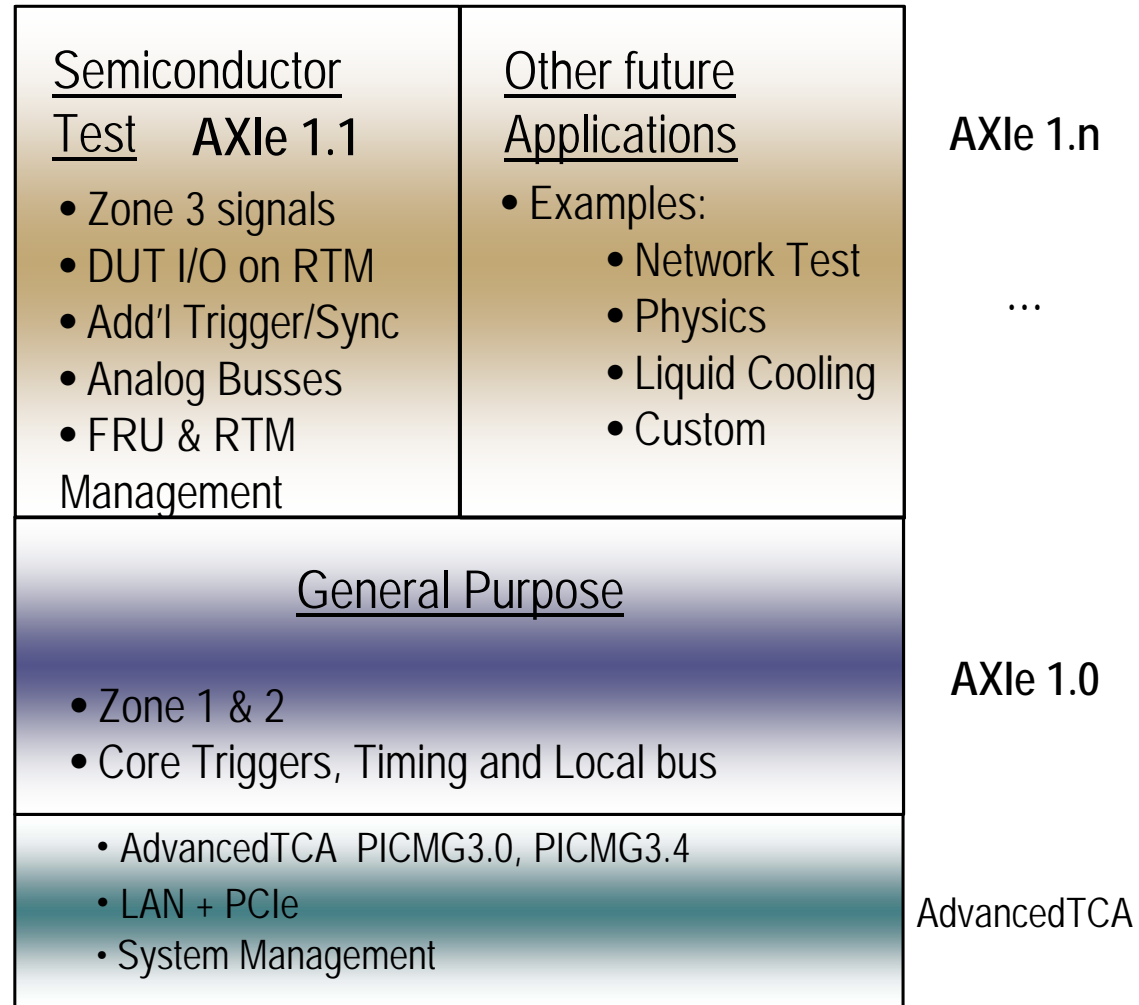 Semiconductor
Test AXIe 1.1
• Zone 3 signals
• DUT I/O on RTM
• Add'l Trigger/Sync
• Analog Busses
• FRU & RTM
Management
Other future
Applications
• Examples:
• Network Test
• Physics
• Liquid Cooling
• Custom
AXIe 1.n
...
General Purpose
• Zone 1 & 2
• Core Triggers, Timing and Local bus
AXIe 1.0
• AdvancedTCA PICMG3.0, PICMG3.4
• LAN + PCIe
• System Management
AdvancedTCA